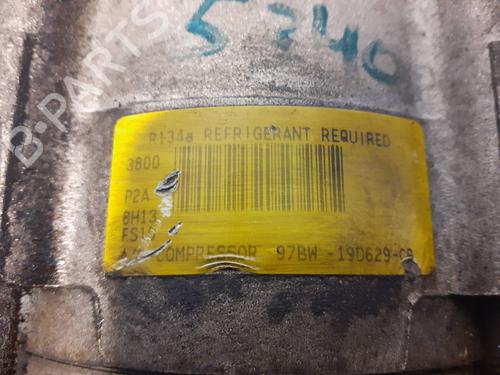 5340
B-PARTS
R134a REFRIGERANT REQUIRED
3800
P2A
8H13
COMPRESSOR 97BW -19D629-CB